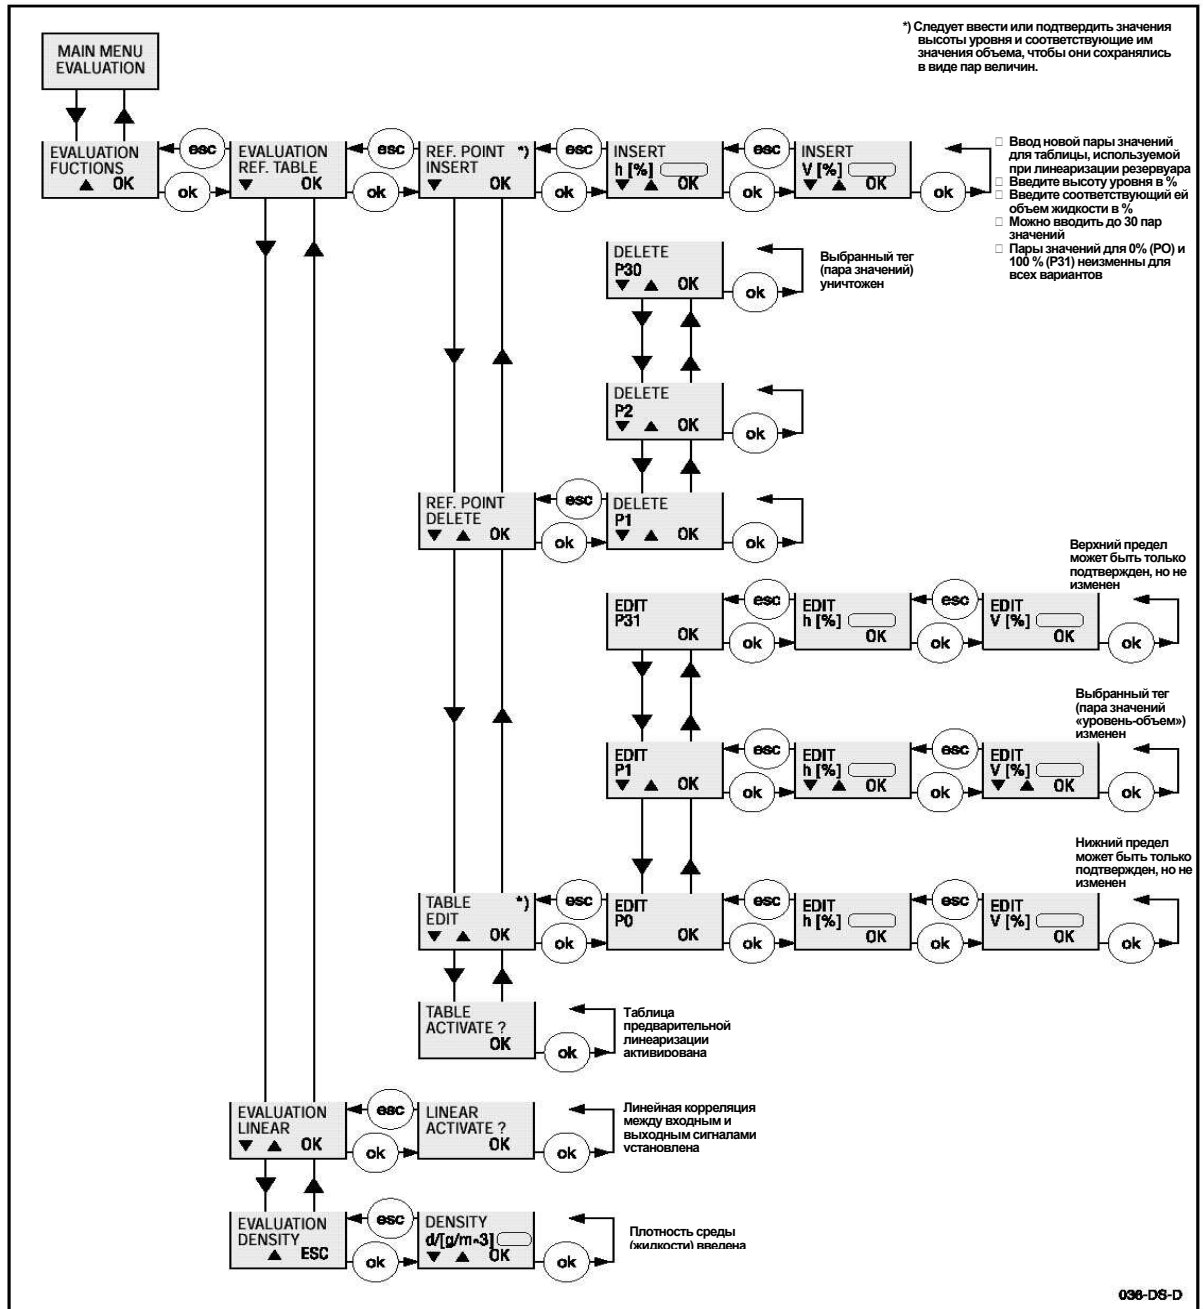 *) Следует ввести или подтвердить значения
высоты уровня и соответствующие им
значения объема, чтобы они сохранялись
в виде пар величин.
MAIN MENU
EVALUATION
EVALUATION
FUCTIONS
OK
esc
ok
EVALUATION
REF. TABLE
OK
esc
ok
REF. POINT *)
INSERT
OK
esc
ok
INSERT
h [%]
OK
esc
ok
INSERT
V [%]
OK
ok
Ввод новой пары значений
для таблицы, используемой
при линеаризации резервуара
Введите высоту уровня в %
Введите соответствующий ей
объем жидкости в %
Можно вводить до 30 пар
значений
Пары значений для 0% (PO) и
100 % (P31) неизменны для
всех вариантов
DELETE
P30
OK
ok
Выбранный тег
(пара значений)
уничтожен
DELETE
P2
OK
ok
REF. POINT
DELETE
OK
esc
ok
DELETE
P1
OK
ok
Верхний предел
может быть только
подтвержден, но не
изменен
EDIT
P31
OK
esc
ok
EDIT
h [%]
OK
esc
ok
EDIT
V [%]
OK
ok
Выбранный тег
(пара значений
«уровень-объем»)
изменен
EDIT
P1
OK
esc
ok
EDIT
h [%]
OK
esc
ok
EDIT
V [%]
OK
ok
Нижний предел
может быть только
подтвержден, но не
изменен
TABLE *)
EDIT
OK
esc
ok
EDIT
P0
OK
esc
ok
EDIT
h [%]
OK
esc
ok
EDIT
V [%]
OK
ok
TABLE
ACTIVATE ?
OK
ok
Таблица
предварительной
линеаризации
активирована
EVALUATION
LINEAR
OK
esc
ok
LINEAR
ACTIVATE ?
OK
ok
Линейная корреляция
между входным и
выходным сигналами
установлена
EVALUATION
DENSITY
ESC
esc
ok
DENSITY
d/[g/m^3]
OK
ok
Плотность среды
(жидкости) введена
036-DS-D